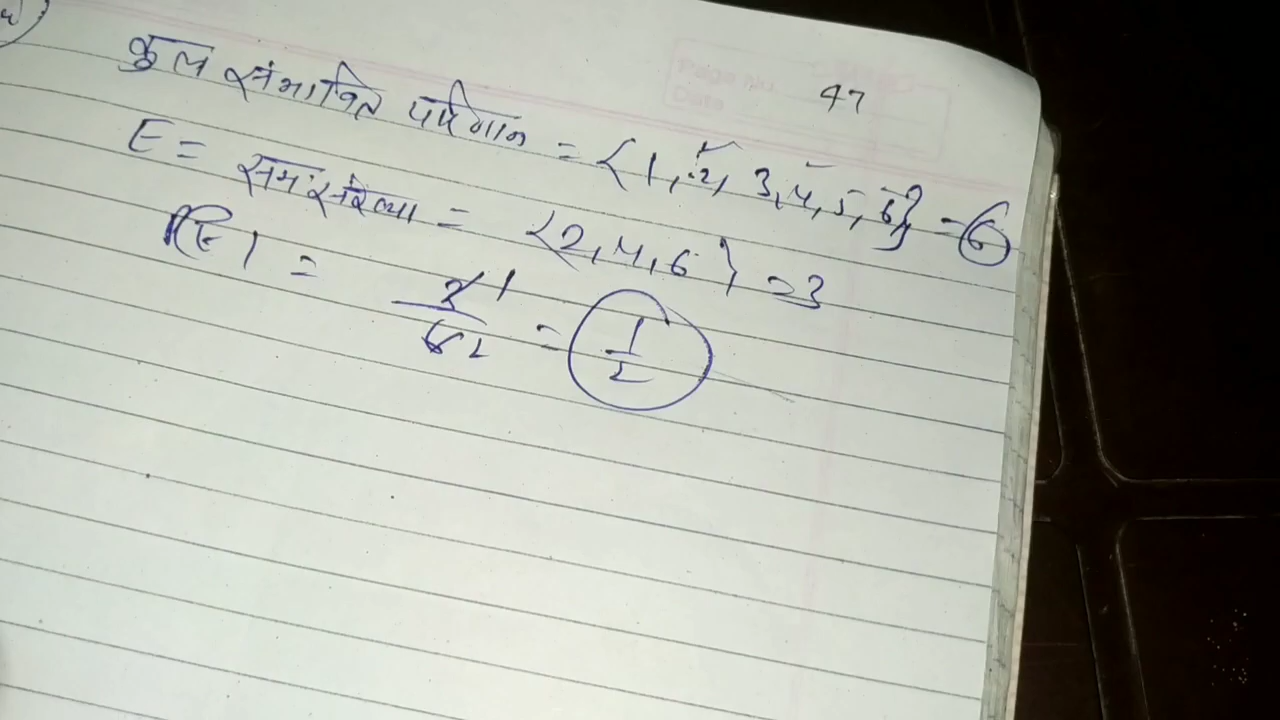 47
कुल संभावित परिणाम = {1, 2, 3, 4, 5, 6} = 6
E = सम संख्या = {2, 4, 6} = 3
P(E) = 3/6 = 1/2